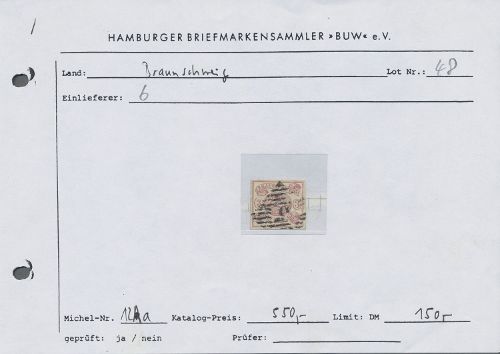 1
HAMBURGER BRIEFMARKENSAMMLER »BUW« e.V.
Land: Braunschweig Lot Nr.: 48
Einlieferer: 6
Michel-Nr. 12Aa Katalog-Preis: 550,- Limit: DM 150,-
geprüft: ja / nein Prüfer: